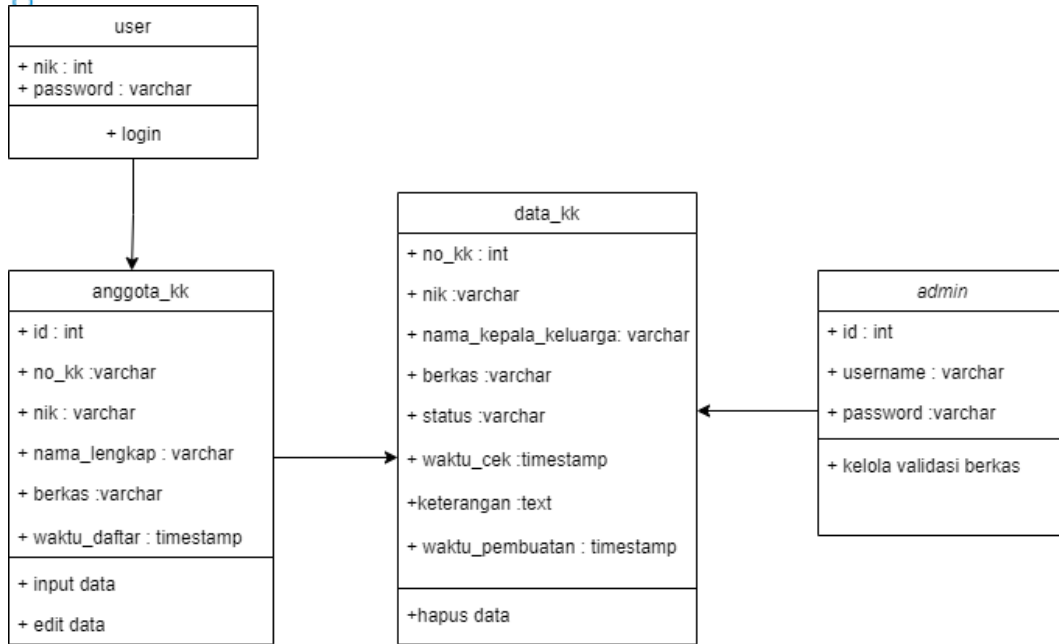 user
+ nik : int
+ password : varchar
+ login
anggota_kk
+ id : int
+ no_kk :varchar
+ nik : varchar
+ nama_lengkap : varchar
+ berkas :varchar
+ waktu_daftar : timestamp
+ input data
+ edit data
data_kk
+ no_kk : int
+ nik :varchar
+ nama_kepala_keluarga: varchar
+ berkas :varchar
+ status :varchar
+ waktu_cek :timestamp
+keterangan :text
+ waktu_pembuatan : timestamp
+hapus data
admin
+ id : int
+ username : varchar
+ password :varchar
+ kelola validasi berkas